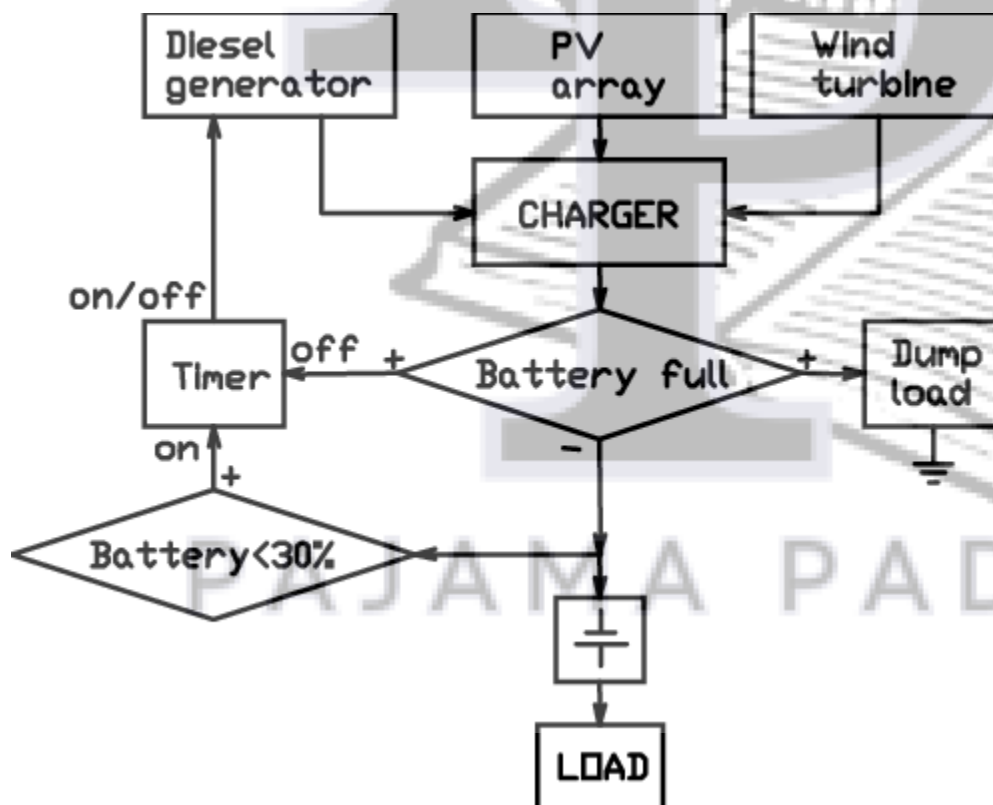 Diesel
generator
PV
array
Wind
turbine
CHARGER
on/off
Timer
off
+
Battery full
+
Dump
load
on
+
-
Battery<30%
PAJAMA PAD
LOAD